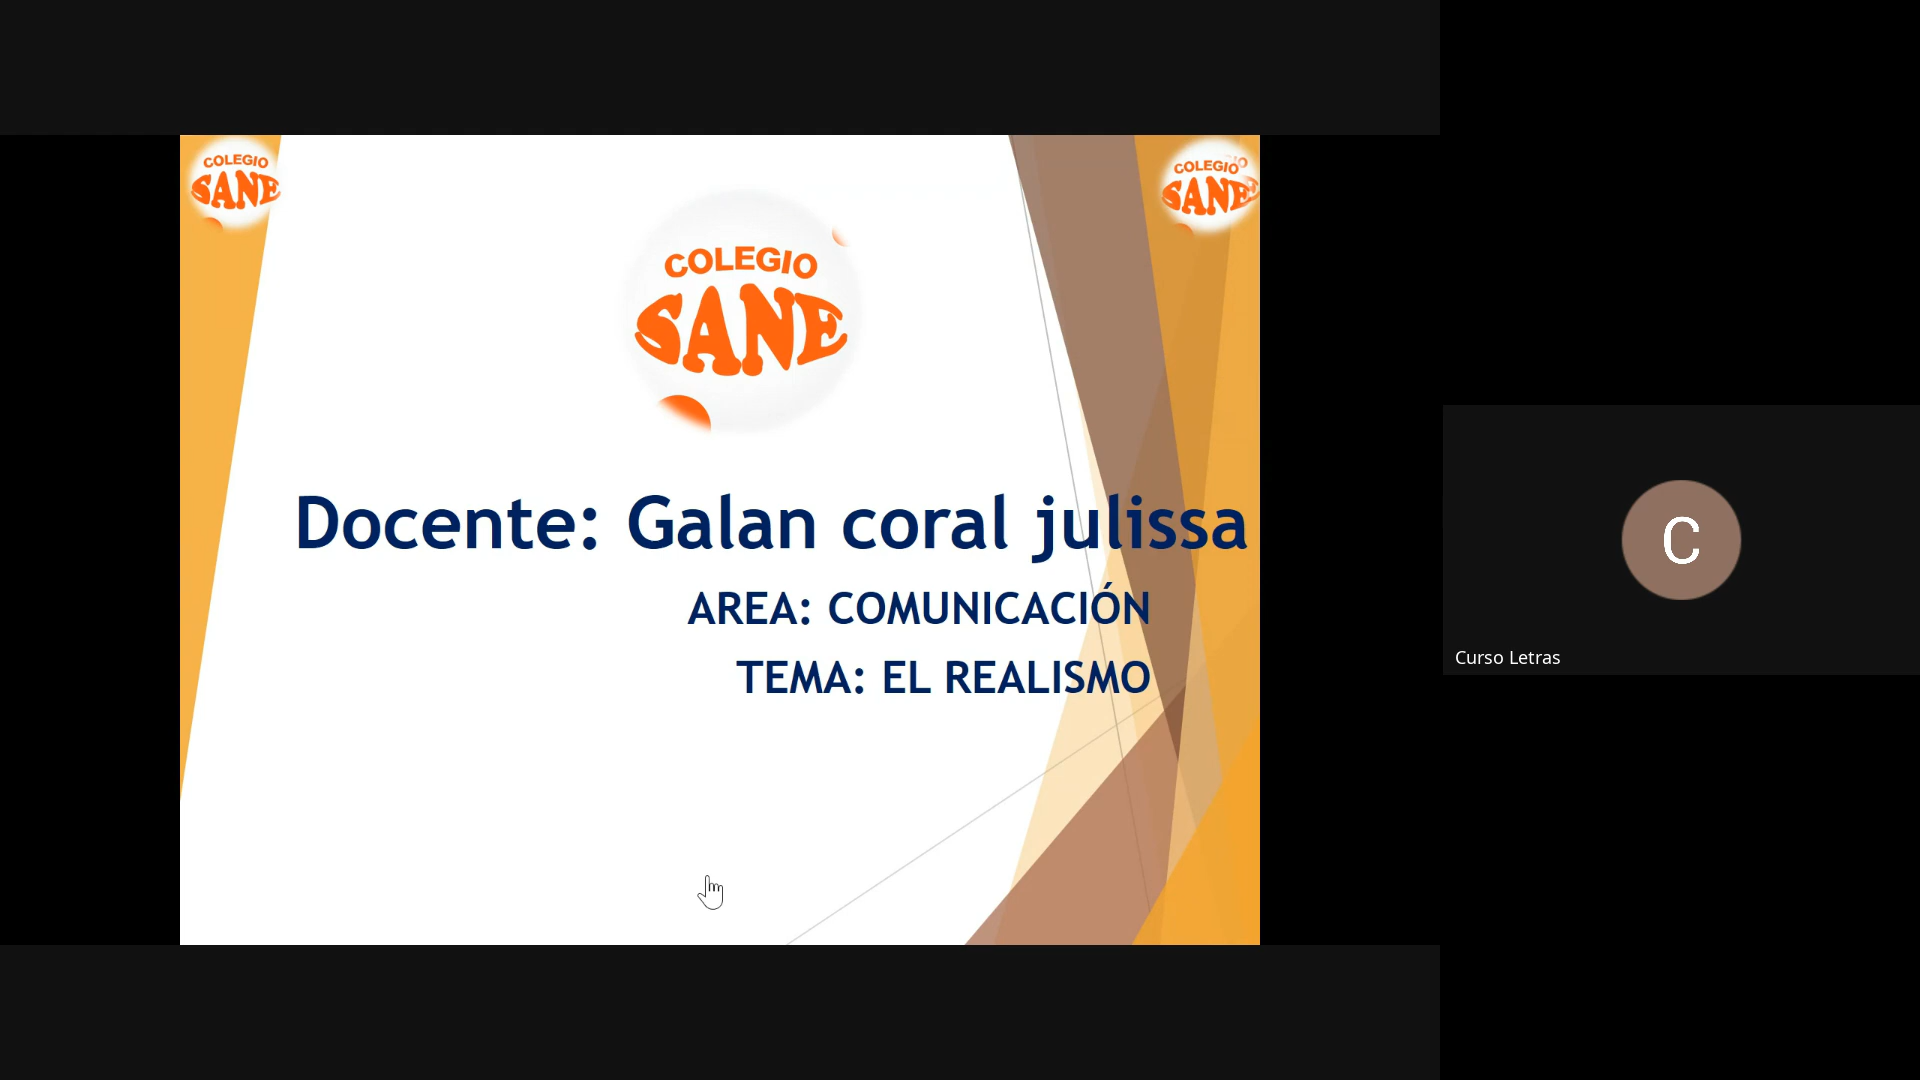 COLEGIO
SANE
COLEGIO
SANE
COLEGIO
SANE
Docente: Galan coral julissa
AREA: COMUNICACIÓN
TEMA: EL REALISMO
C
Curso Letras